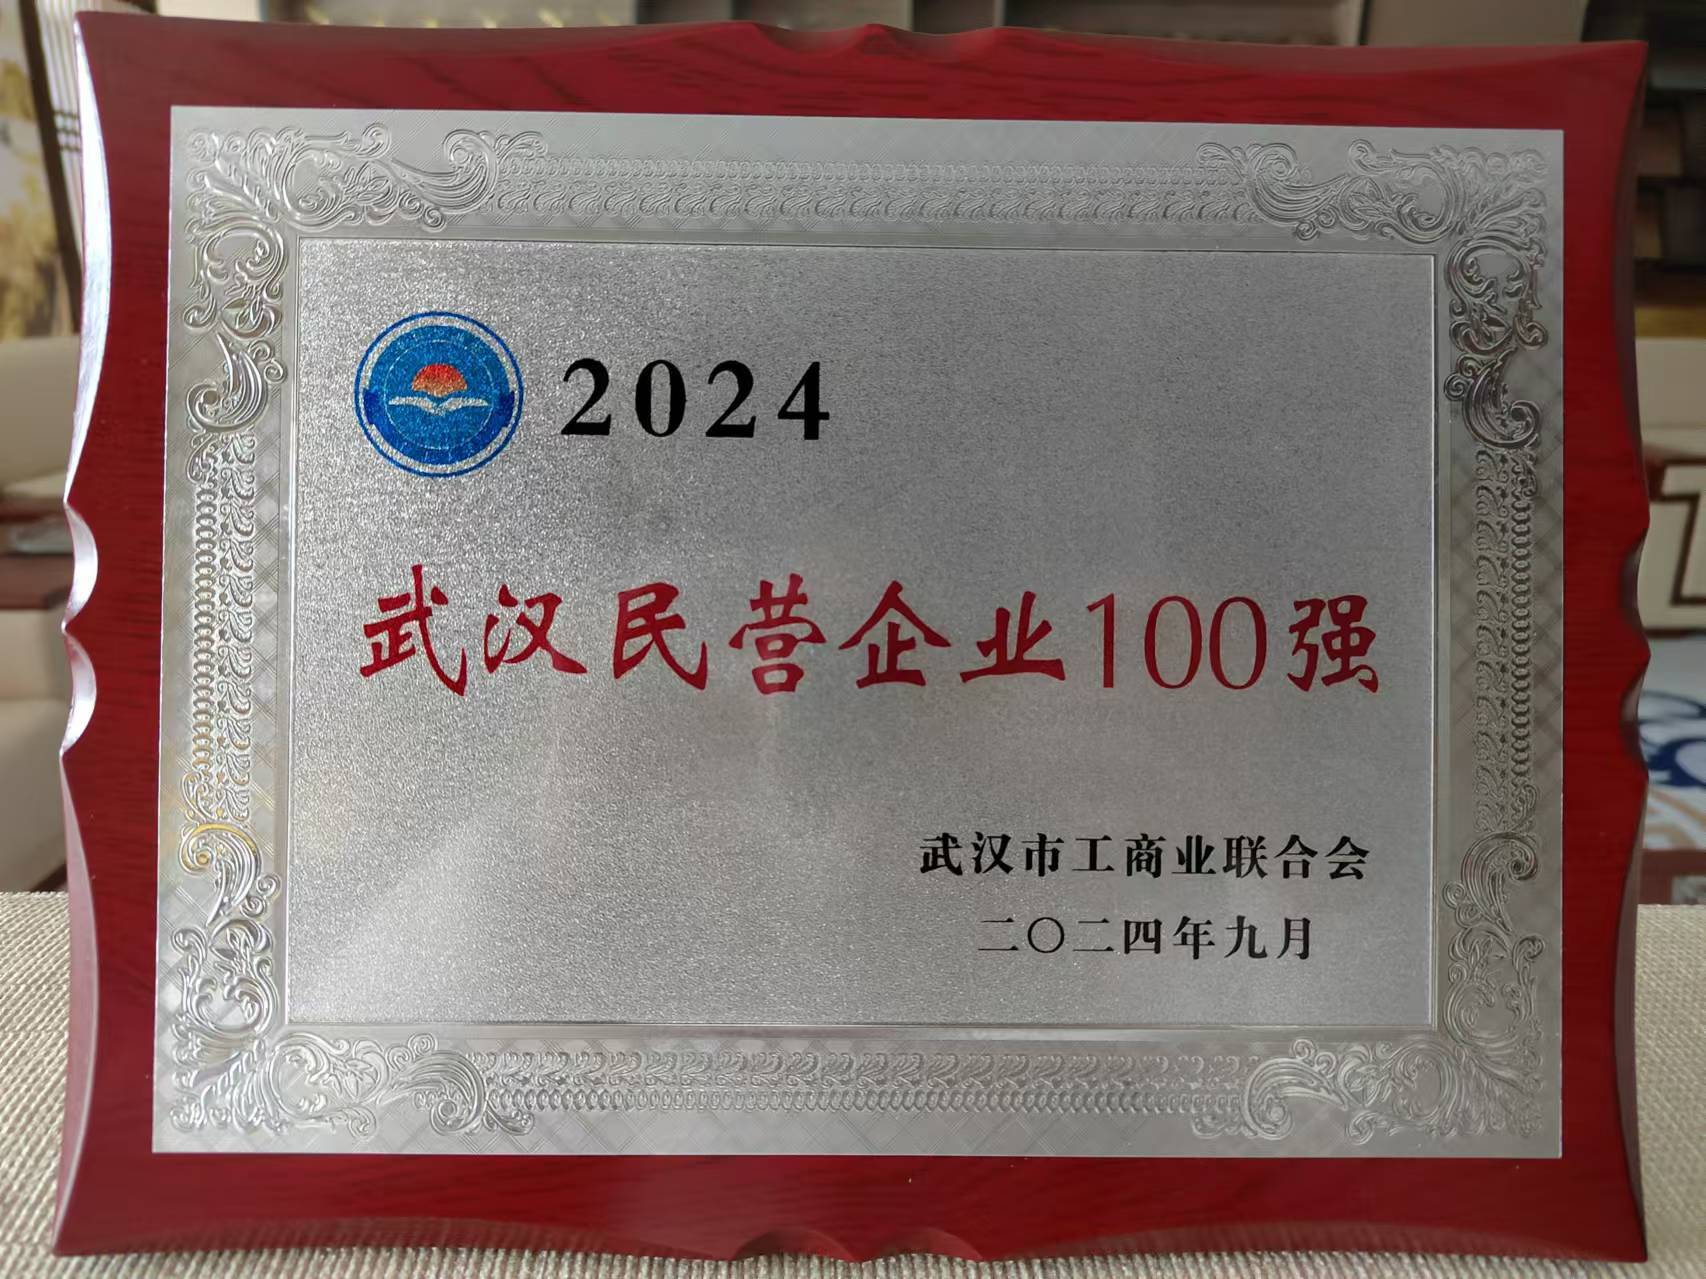 2024
武汉民营企业100强
武汉市工商业联合会
二〇二四年九月